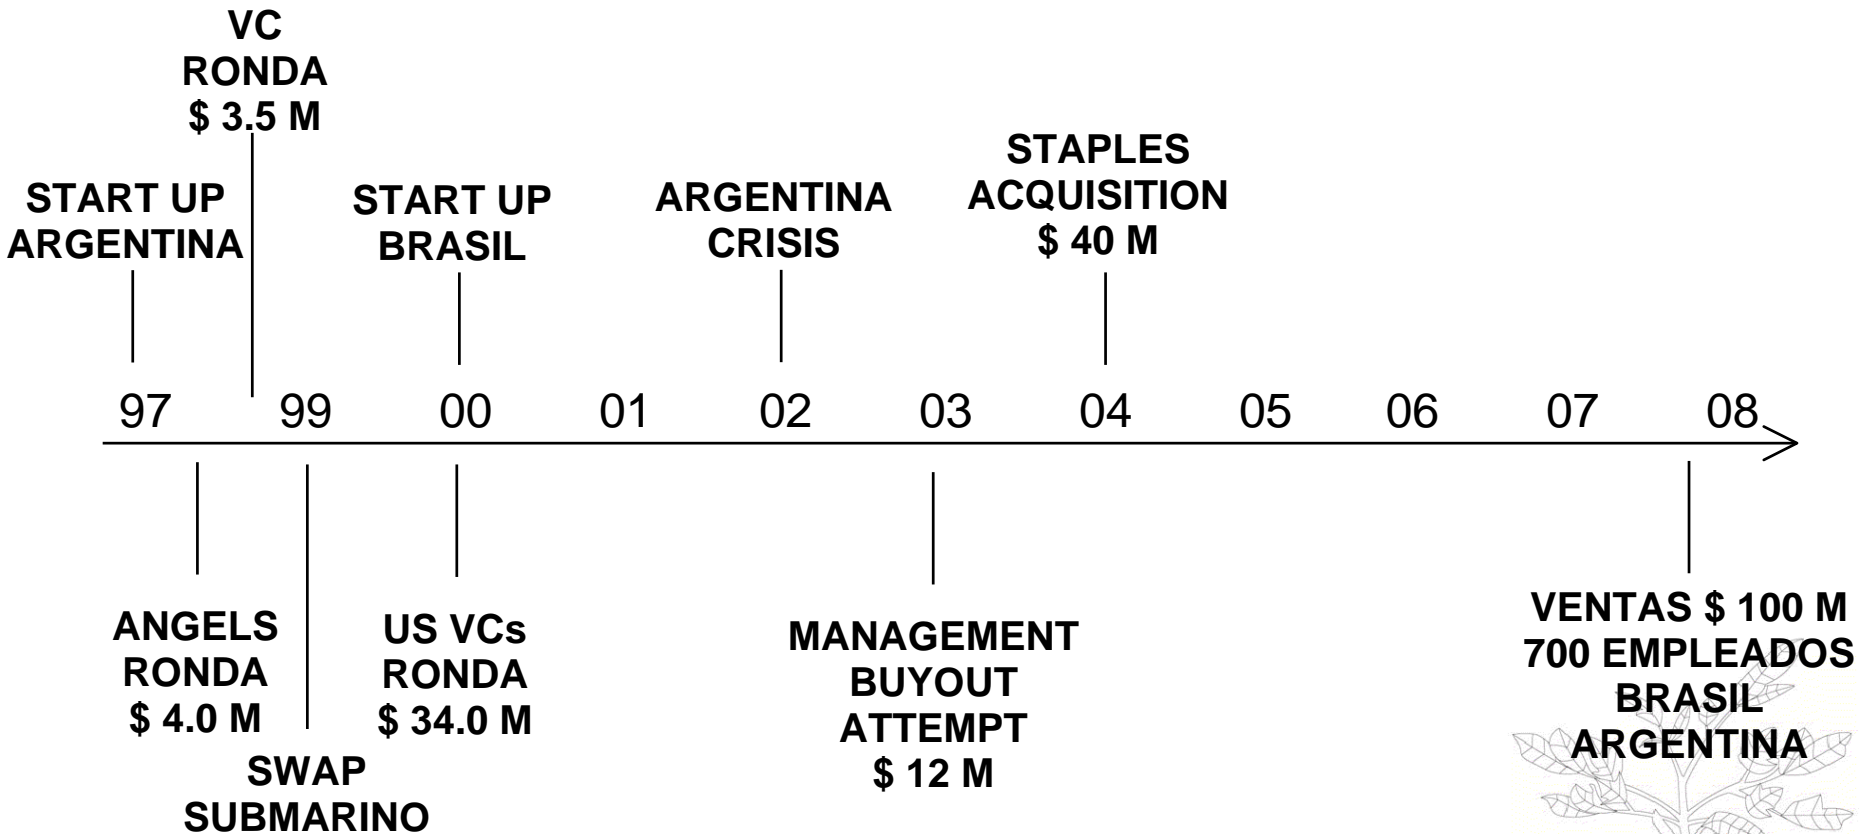 VC
RONDA
$ 3.5 M
START UP
ARGENTINA
START UP
BRASIL
ARGENTINA
CRISIS
STAPLES
ACQUISITION
$ 40 M
97 99 00 01 02 03 04 05 06 07 08
ANGELS
RONDA
$ 4.0 M
SWAP
SUBMARINO
US VCs
RONDA
$ 34.0 M
MANAGEMENT
BUYOUT
ATTEMPT
$ 12 M
VENTAS $ 100 M
700 EMPLEADOS
BRASIL
ARGENTINA